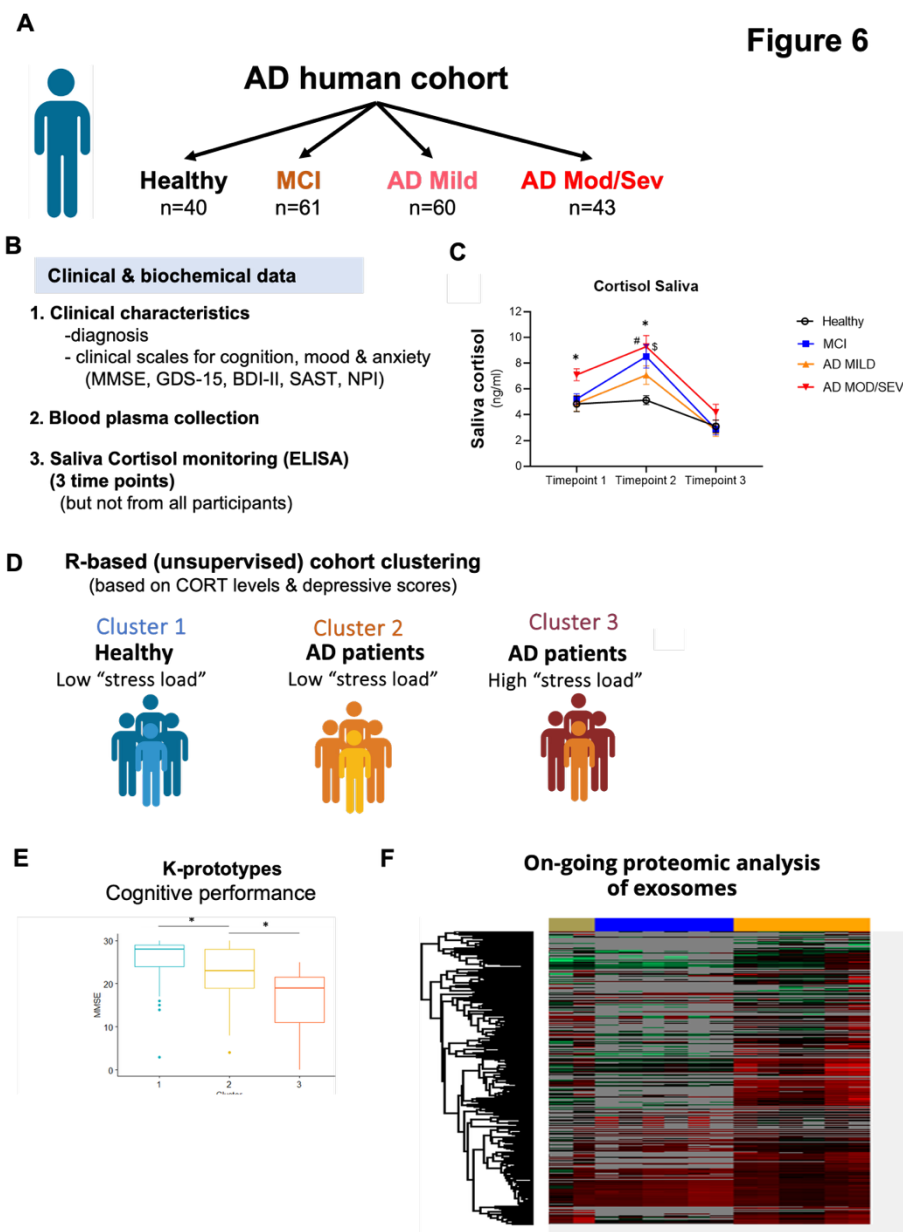 A
Figure 6
AD human cohort
Healthy
n=40
MCI
n=61
AD Mild
n=60
AD Mod/Sev
n=43
B
Clinical & biochemical data
1. Clinical characteristics
-diagnosis
- clinical scales for cognition, mood & anxiety
(MMSE, GDS-15, BDI-II, SAST, NPI)
2. Blood plasma collection
3. Saliva Cortisol monitoring (ELISA)
(3 time points)
(but not from all participants)
C
Cortisol Saliva
Saliva cortisol
(ng/ml)
12
10
8
6
4
2
0
*
*
#
$
Timepoint 1
Timepoint 2
Timepoint 3
Healthy
MCI
AD MILD
AD MOD/SEV
D
R-based (unsupervised) cohort clustering
(based on CORT levels & depressive scores)
Cluster 1
Healthy
Low “stress load”
Cluster 2
AD patients
Low “stress load”
Cluster 3
AD patients
High “stress load”
E
K-prototypes
Cognitive performance
*
*
MMSE
30
20
10
0
1
2
3
Cluster
F
On-going proteomic analysis
of exosomes